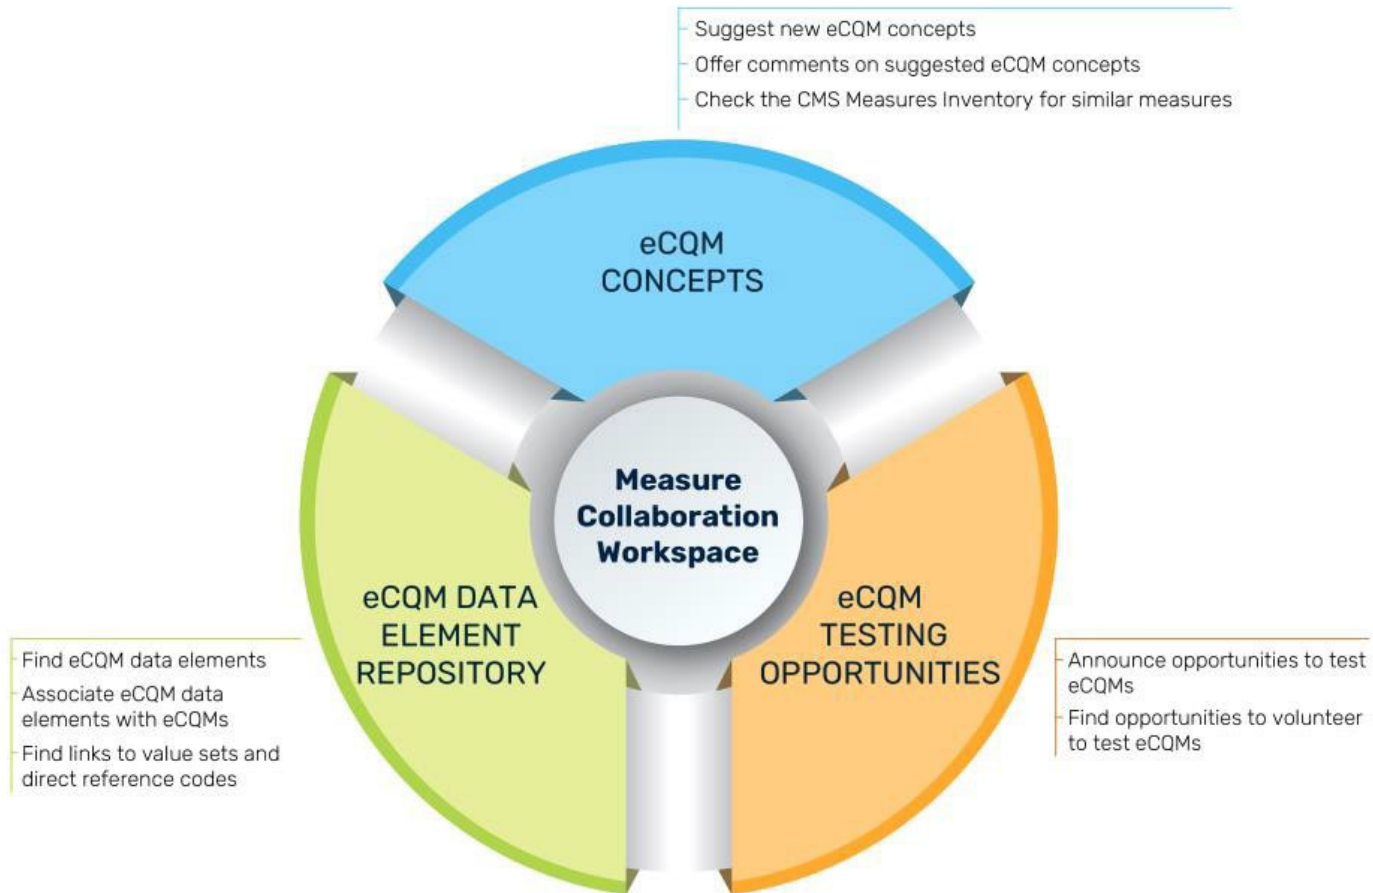 Suggest new eCQM concepts
Offer comments on suggested eCQM concepts
Check the CMS Measures Inventory for similar measures
eCQM
CONCEPTS
Measure
Collaboration
Workspace
eCQM DATA
ELEMENT
REPOSITORY
eCQM
TESTING
OPPORTUNITIES
Find eCQM data elements
Associate eCQM data
elements with eCQMs
Find links to value sets and
direct reference codes
Announce opportunities to test
eCQMs
Find opportunities to volunteer
to test eCQMs